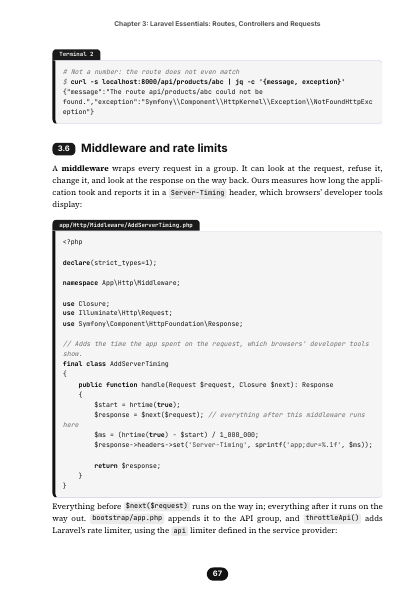 Chapter 3: Laravel Essentials: Routes, Controllers and Requests
Terminal 2
# Not a number: the route does not even match
$ curl -s localhost:8000/api/products/abc | jq -c '{message, exception}'
{"message":"The route api/products/abc could not be
found.","exception":"Symfony\\Component\\HttpKernel\\Exception\\NotFoundHttpExc
eption"}
3.6 Middleware and rate limits
A middleware wraps every request in a group. It can look at the request, refuse it,
change it, and look at the response on the way back. Ours measures how long the appli-
cation took and reports it in a Server-Timing header, which browsers' developer tools
display:
app/Http/Middleware/AddServerTiming.php
<?php
declare(strict_types=1);
namespace App\Http\Middleware;
use Closure;
use Illuminate\Http\Request;
use Symfony\Component\HttpFoundation\Response;
// Adds the time the app spent on the request, which browsers' developer tools
show.
final class AddServerTiming
{
public function handle(Request $request, Closure $next): Response
{
$start = hrtime(true);
$response = $next($request); // everything after this middleware runs
here
$ms = (hrtime(true) - $start) / 1_000_000;
$response->headers->set('Server-Timing', sprintf('app;dur=%.1f', $ms));
return $response;
}
}
Everything before $next($request) runs on the way in; everything after it runs on the
way out. bootstrap/app.php appends it to the API group, and throttleApi() adds
Laravel's rate limiter, using the api limiter defined in the service provider:
67